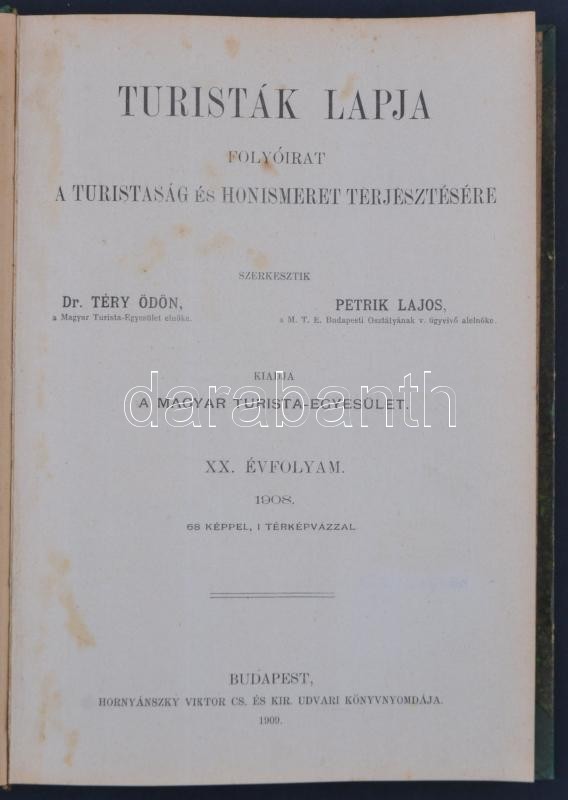 TURISTÁK LAPJA
FOLYÓIRAT
A TURISTASÁG ÉS HONISMERET TERJESZTÉSÉRE
SZERKESZTIK
Dr. TÉRY ÖDÖN,
a Magyar Turista-Egyesület elnöke.
PETRIK LAJOS,
a M. T. E. Budapesti Osztályának v. ügyvivő alelnöke.
KIADJA
darabanth
A MAGYAR TURISTA-EGYESÜLET.
XX. ÉVFOLYAM.
1908.
68 KÉPPEL, I TÉRKÉPVÁZZAL
BUDAPEST,
HORNYÁNSZKY VIKTOR CS. ÉS KIR. UDVARI KÖNYVNYOMDÁJA.
1909.